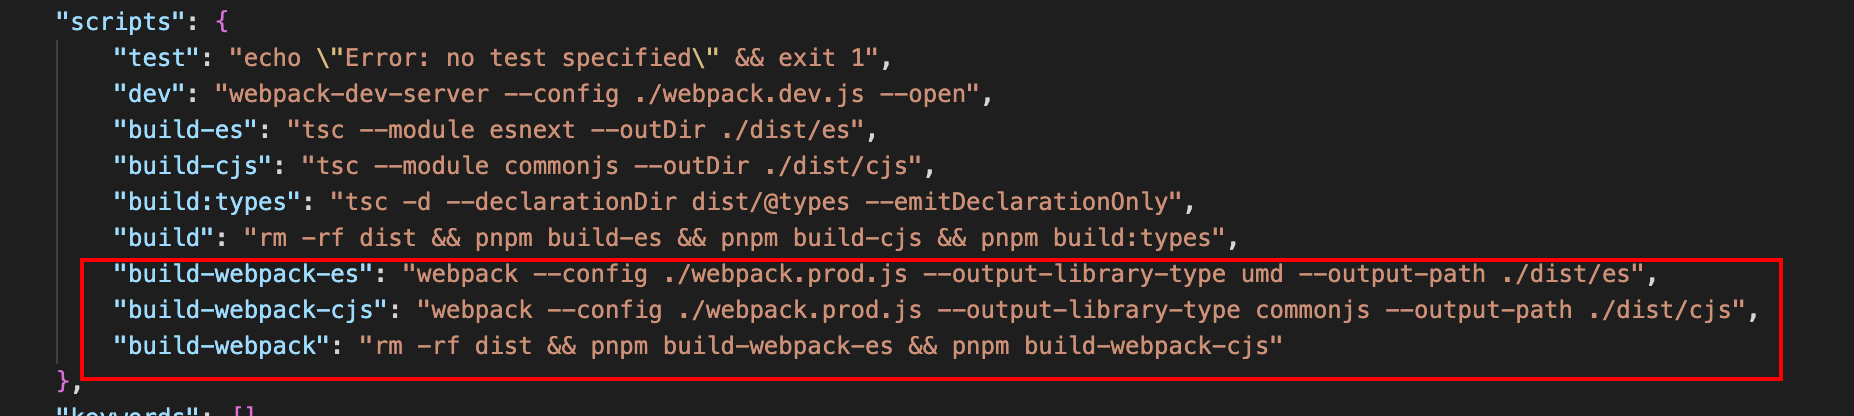 "scripts": {
"test": "echo \"Error: no test specified\" && exit 1",
"dev": "webpack-dev-server --config ./webpack.dev.js --open",
"build-es": "tsc --module esnext --outDir ./dist/es",
"build-cjs": "tsc --module commonjs --outDir ./dist/cjs",
"build:types": "tsc -d --declarationDir dist/@types --emitDeclarationOnly",
"build": "rm -rf dist && pnpm build-es && pnpm build-cjs && pnpm build:types",
"build-webpack-es": "webpack --config ./webpack.prod.js --output-library-type umd --output-path ./dist/es",
"build-webpack-cjs": "webpack --config ./webpack.prod.js --output-library-type commonjs --output-path ./dist/cjs",
"build-webpack": "rm -rf dist && pnpm build-webpack-es && pnpm build-webpack-cjs"
},
"keywords": []